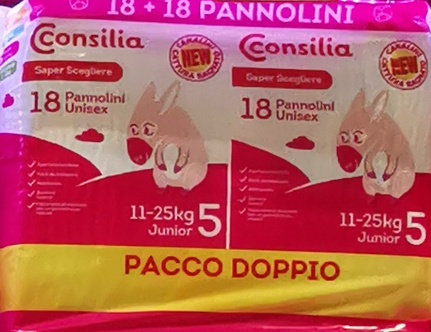 18 + 18 PANNOLINI
Consilia
Saper Scegliere
NEW
18 Pannolini
Unisex
11-25kg
Junior 5
Consilia
Saper Scegliere
NEW
18 Pannolini
Unisex
11-25kg
Junior 5
PACCO DOPPIO